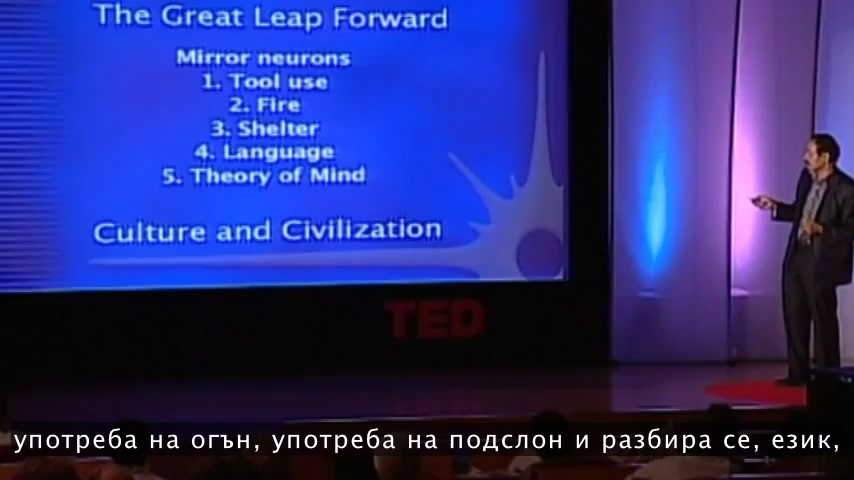 The Great Leap Forward
Mirror neurons
1. Tool use
2. Fire
3. Shelter
4. Language
5. Theory of Mind
Culture and Civilization
TED
употреба на огън, употреба на подслон и разбира се, език,